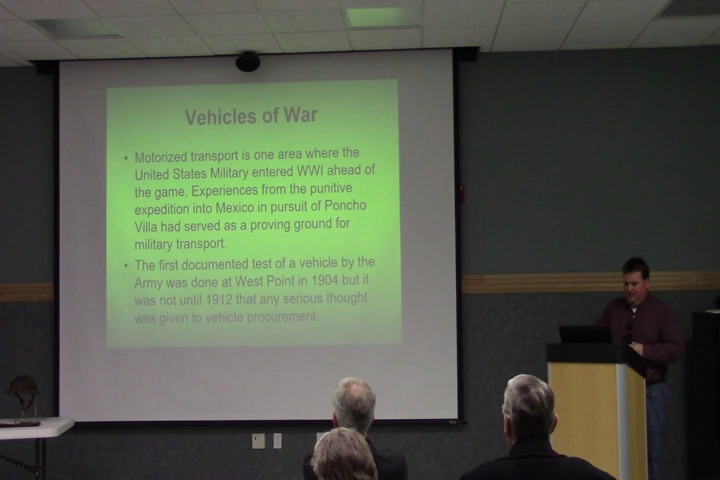 Vehicles of War
• Motorized transport is one area where the
United States Military entered WWI ahead of
the game. Experiences from the punitive
expedition into Mexico in pursuit of Poncho
Villa had served as a proving ground for
military transport.
• The first documented test of a vehicle by the
Army was done at West Point in 1904 but it
was not until 1912 that any serious thought
was given to vehicle procurement.